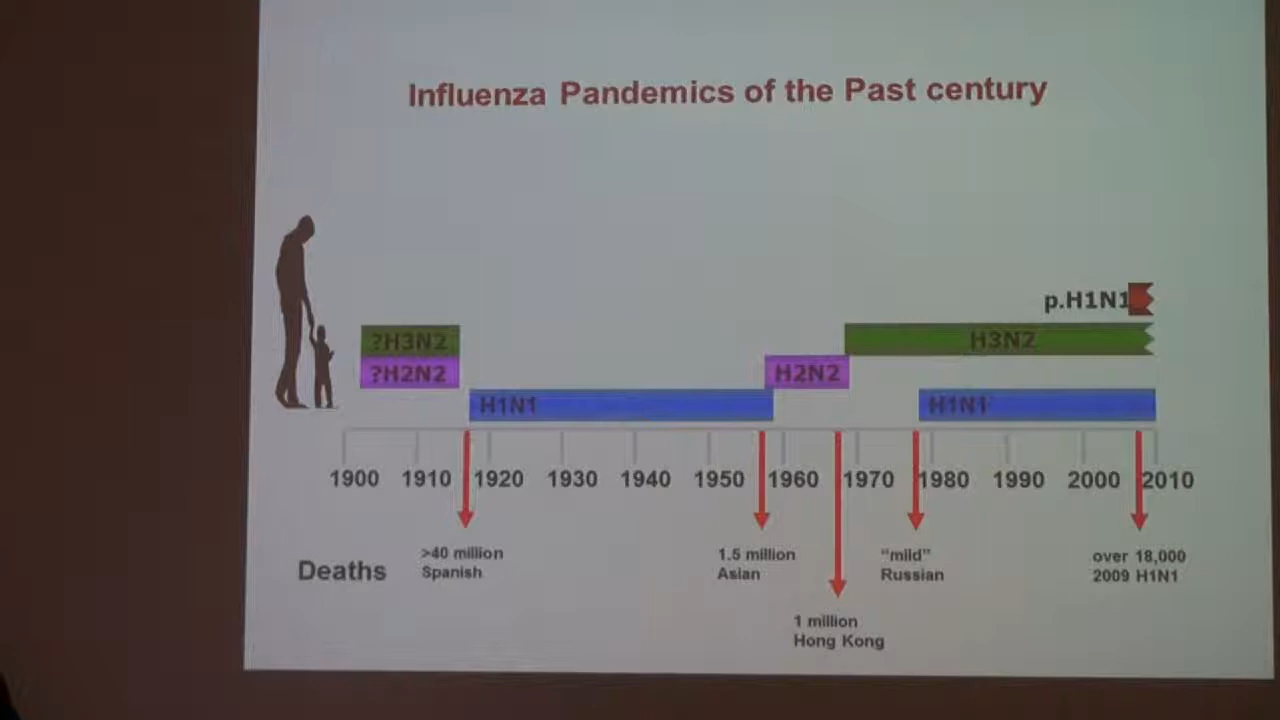 Influenza Pandemics of the Past century
p.H1N1
?H3N2
H3N2
?H2N2
H2N2
H1N1
H1N1
1900 1910 1920 1930 1940 1950 1960 1970 1980 1990 2000 2010
Deaths
>40 million
Spanish
1.5 million
Asian
1 million
Hong Kong
“mild”
Russian
over 18,000
2009 H1N1